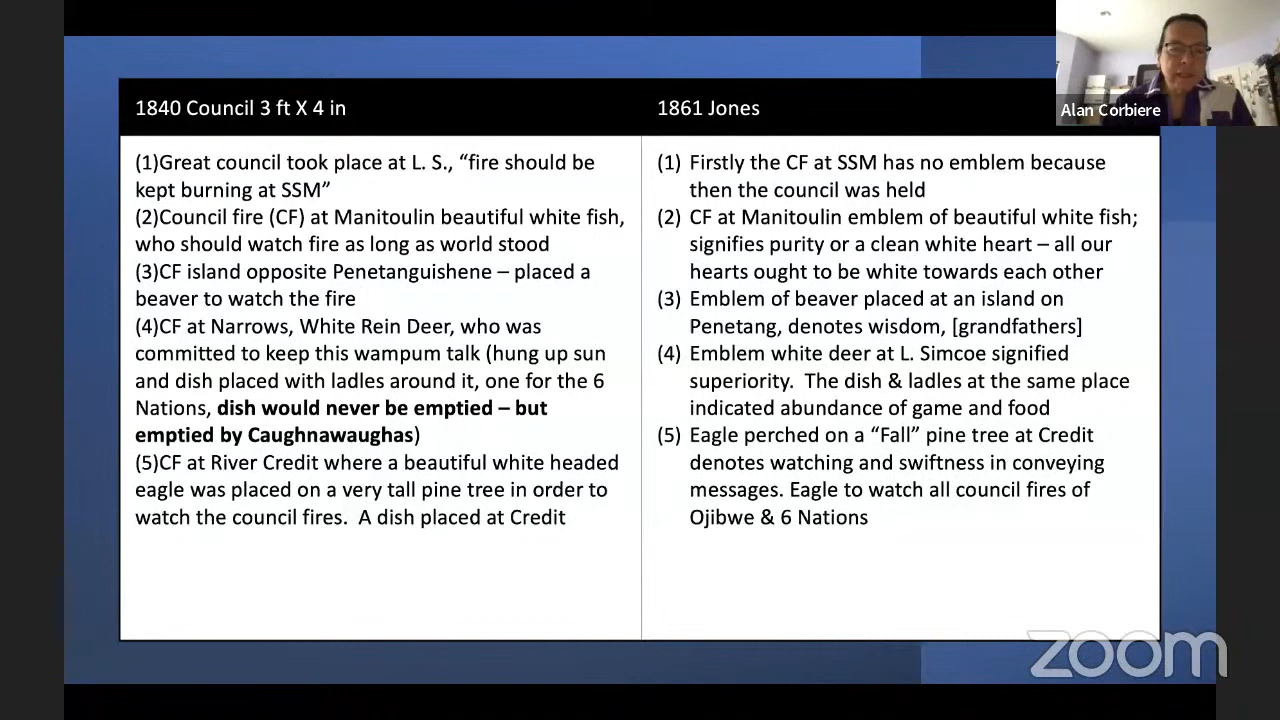 Alan Corbiere
1840 Council 3 ft X 4 in
(1)Great council took place at L. S., “fire should be
kept burning at SSM”
(2)Council fire (CF) at Manitoulin beautiful white fish,
who should watch fire as long as world stood
(3)CF island opposite Penetanguishene – placed a
beaver to watch the fire
(4)CF at Narrows, White Rein Deer, who was
committed to keep this wampum talk (hung up sun
and dish placed with ladles around it, one for the 6
Nations, dish would never be emptied – but
emptied by Caughnawaughas)
(5)CF at River Credit where a beautiful white headed
eagle was placed on a very tall pine tree in order to
watch the council fires.  A dish placed at Credit
1861 Jones
(1) Firstly the CF at SSM has no emblem because
then the council was held
(2) CF at Manitoulin emblem of beautiful white fish;
signifies purity or a clean white heart – all our
hearts ought to be white towards each other
(3) Emblem of beaver placed at an island on
Penetang, denotes wisdom, [grandfathers]
(4) Emblem white deer at L. Simcoe signified
superiority.  The dish & ladles at the same place
indicated abundance of game and food
(5) Eagle perched on a “Fall” pine tree at Credit
denotes watching and swiftness in conveying
messages. Eagle to watch all council fires of
Ojibwe & 6 Nations
zoom